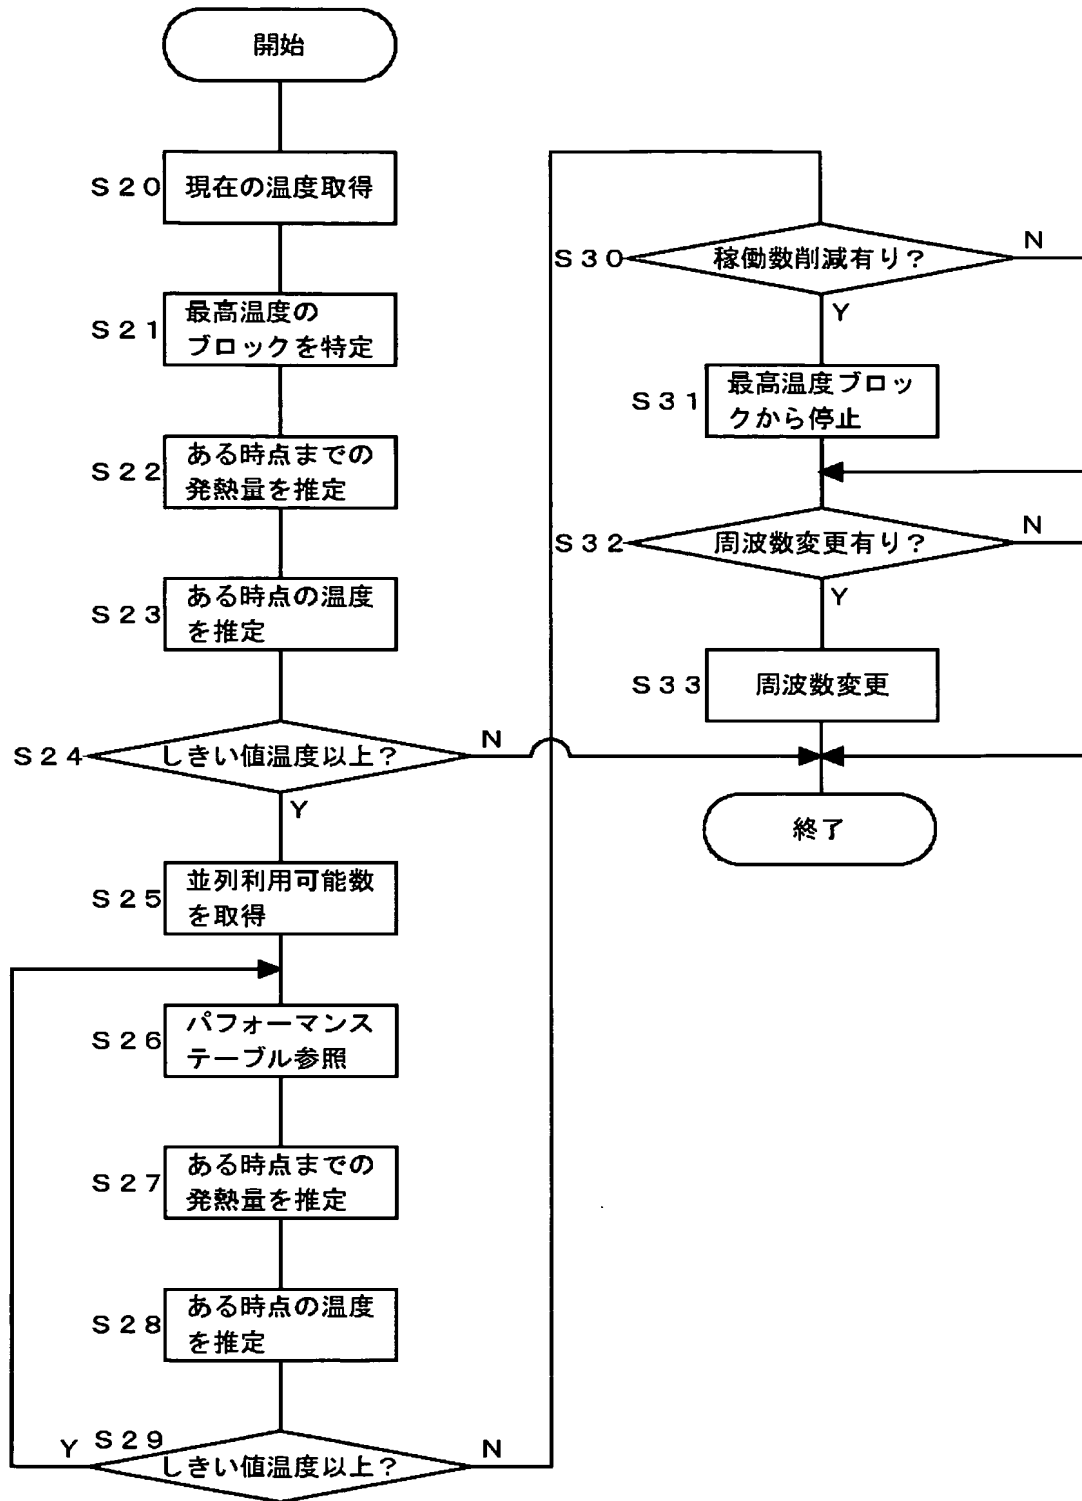 開始
S20
現在の温度取得
S21
最高温度の
ブロックを特定
S22
ある時点までの
発熱量を推定
S23
ある時点の温度
を推定
S24
しきい値温度以上?
N
Y
S25
並列利用可能数
を取得
S26
パフォーマンス
テーブル参照
S27
ある時点までの
発熱量を推定
S28
ある時点の温度
を推定
S29
しきい値温度以上?
Y
N
S30
稼働数削減有り?
N
Y
S31
最高温度ブロッ
クから停止
S32
周波数変更有り?
N
Y
S33
周波数変更
終了